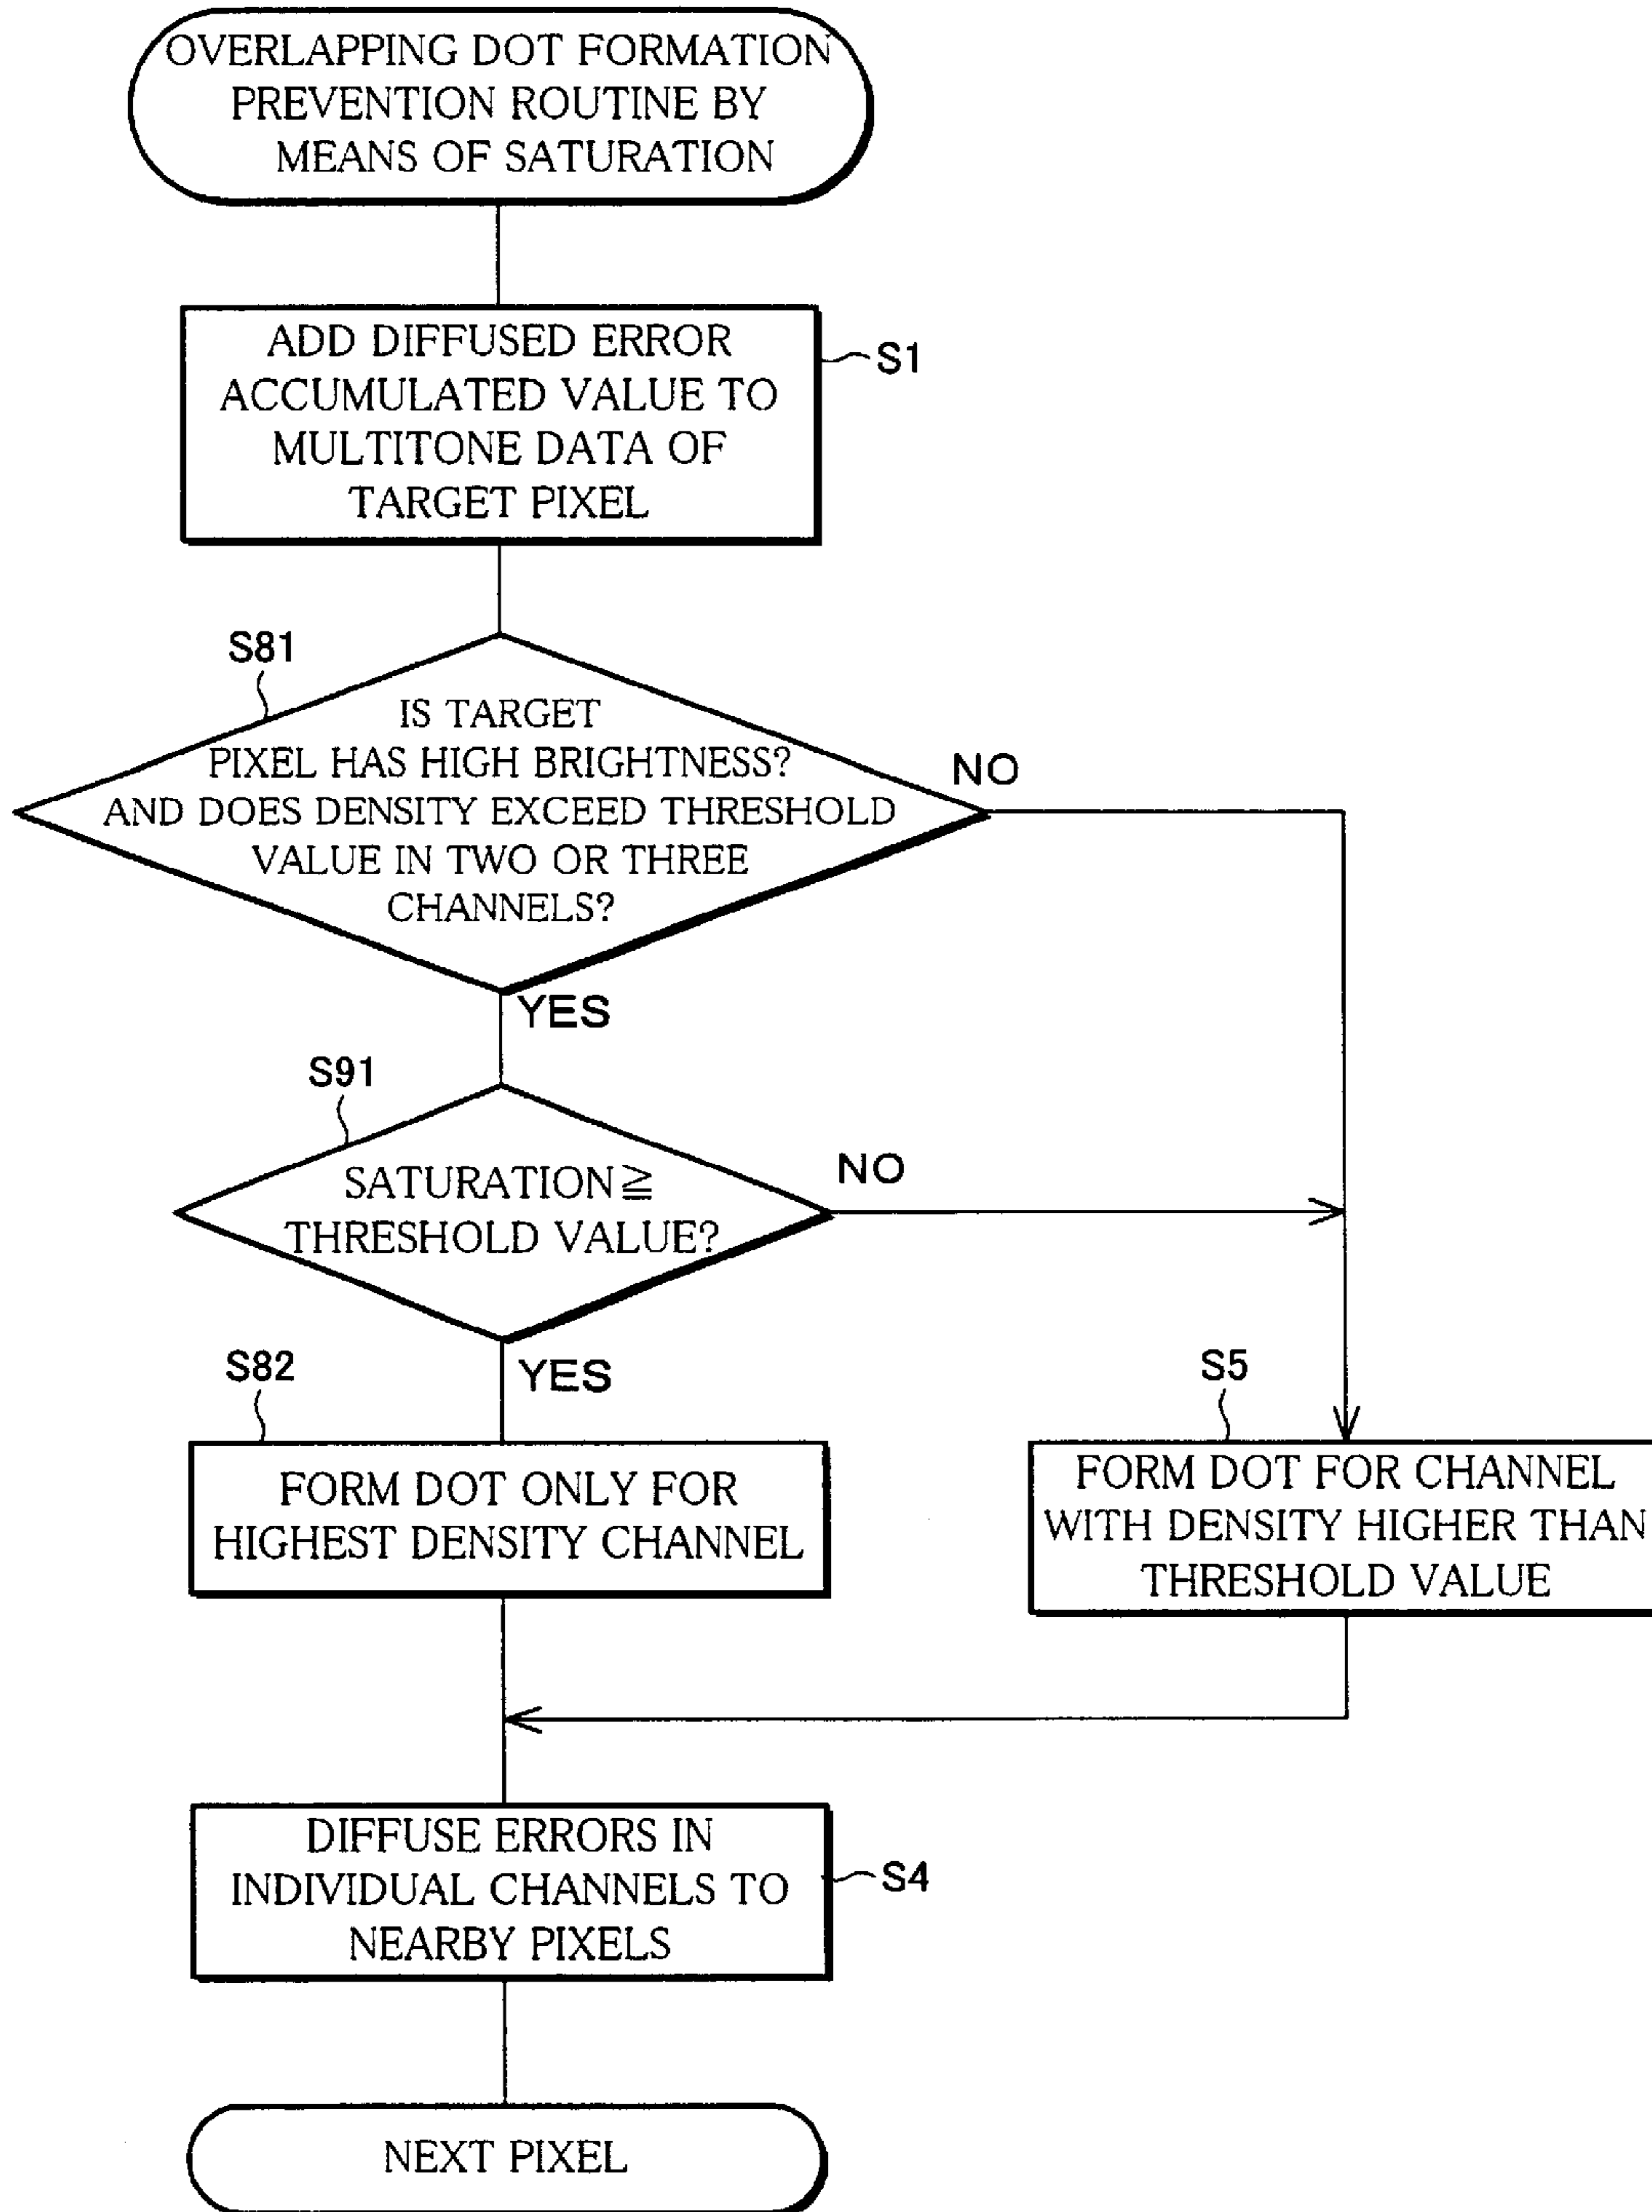 OVERLAPPING DOT FORMATION
PREVENTION ROUTINE BY
MEANS OF SATURATION
ADD DIFFUSED ERROR
ACCUMULATED VALUE TO
MULTITONE DATA OF
TARGET PIXEL
S1
S81
IS TARGET
PIXEL HAS HIGH BRIGHTNESS?
AND DOES DENSITY EXCEED THRESHOLD
VALUE IN TWO OR THREE
CHANNELS?
NO
YES
S91
SATURATION≧
THRESHOLD VALUE?
NO
YES
S82
FORM DOT ONLY FOR
HIGHEST DENSITY CHANNEL
S5
FORM DOT FOR CHANNEL
WITH DENSITY HIGHER THAN
THRESHOLD VALUE
DIFFUSE ERRORS IN
INDIVIDUAL CHANNELS TO
NEARBY PIXELS
S4
NEXT PIXEL